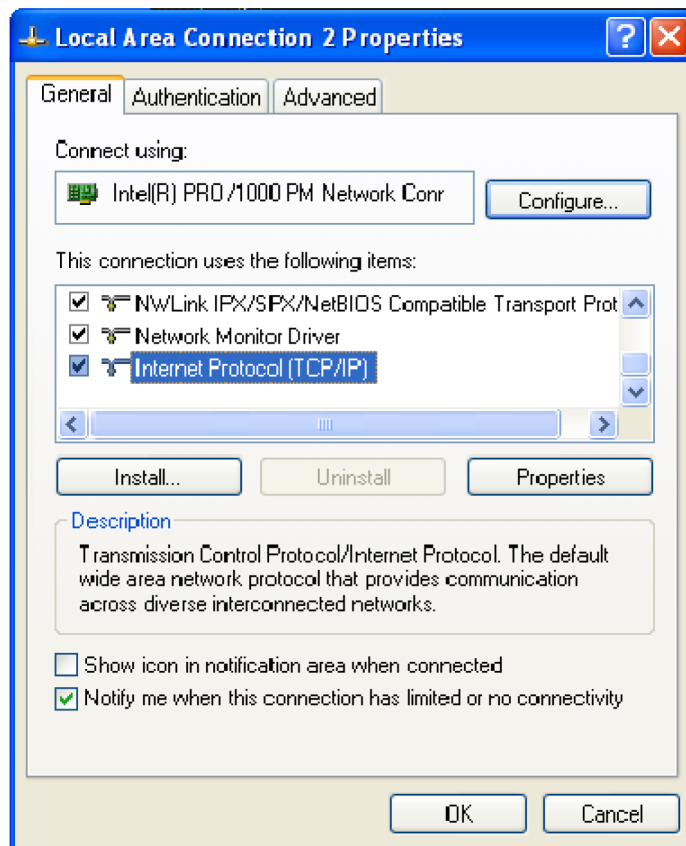 Local Area Connection 2 Properties
General Authentication Advanced
Connect using:
Intel(R) PRO/1000 PM Network Conr
Configure...
This connection uses the following items:
NWLink IPX/SPX/NetBIOS Compatible Transport Prot
Network Monitor Driver
Internet Protocol (TCP/IP)
Install... Uninstall Properties
Description
Transmission Control Protocol/Internet Protocol. The default
wide area network protocol that provides communication
across diverse interconnected networks.
Show icon in notification area when connected
Notify me when this connection has limited or no connectivity
OK Cancel